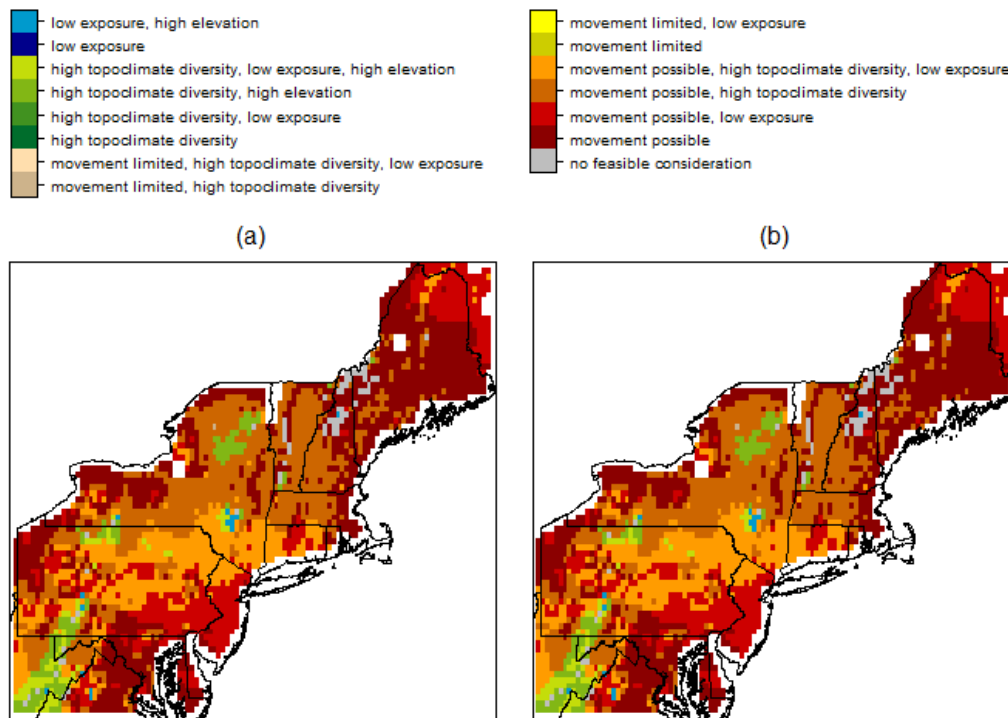 low exposure, high elevation
low exposure
high topoclimate diversity, low exposure, high elevation
high topoclimate diversity, high elevation
high topoclimate diversity, low exposure
high topoclimate diversity
movement limited, high topoclimate diversity, low exposure
movement limited, high topoclimate diversity
movement limited, low exposure
movement limited
movement possible, high topoclimate diversity, low exposure
movement possible, high topoclimate diversity
movement possible, low exposure
movement possible
no feasible consideration
(a)
(b)